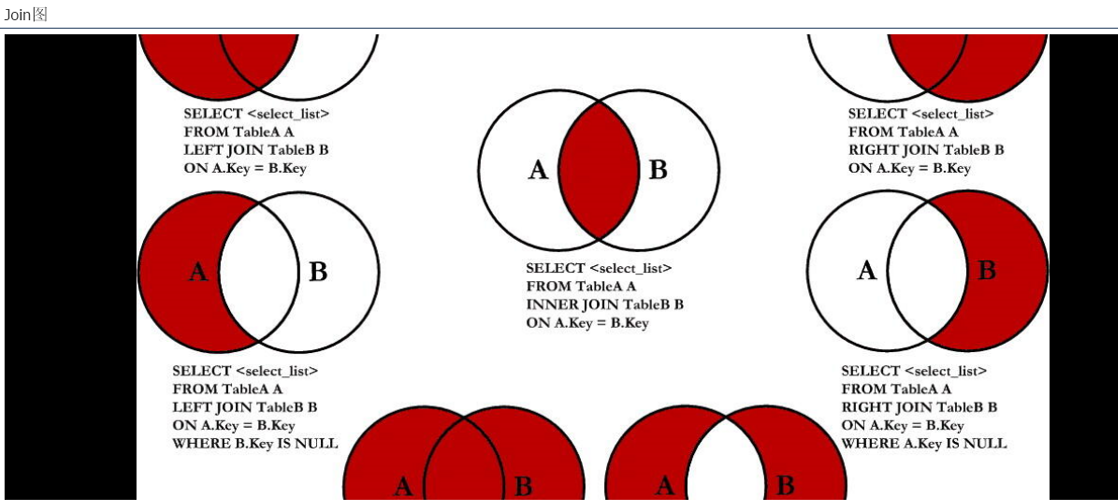 Join图
SELECT <select_list>
FROM TableA A
LEFT JOIN TableB B
ON A.Key = B.Key
A B
SELECT <select_list>
FROM TableA A
INNER JOIN TableB B
ON A.Key = B.Key
SELECT <select_list>
FROM TableA A
RIGHT JOIN TableB B
ON A.Key = B.Key
A B
SELECT <select_list>
FROM TableA A
LEFT JOIN TableB B
ON A.Key = B.Key
WHERE B.Key IS NULL
A B
SELECT <select_list>
FROM TableA A
RIGHT JOIN TableB B
ON A.Key = B.Key
WHERE A.Key IS NULL
A B
A B